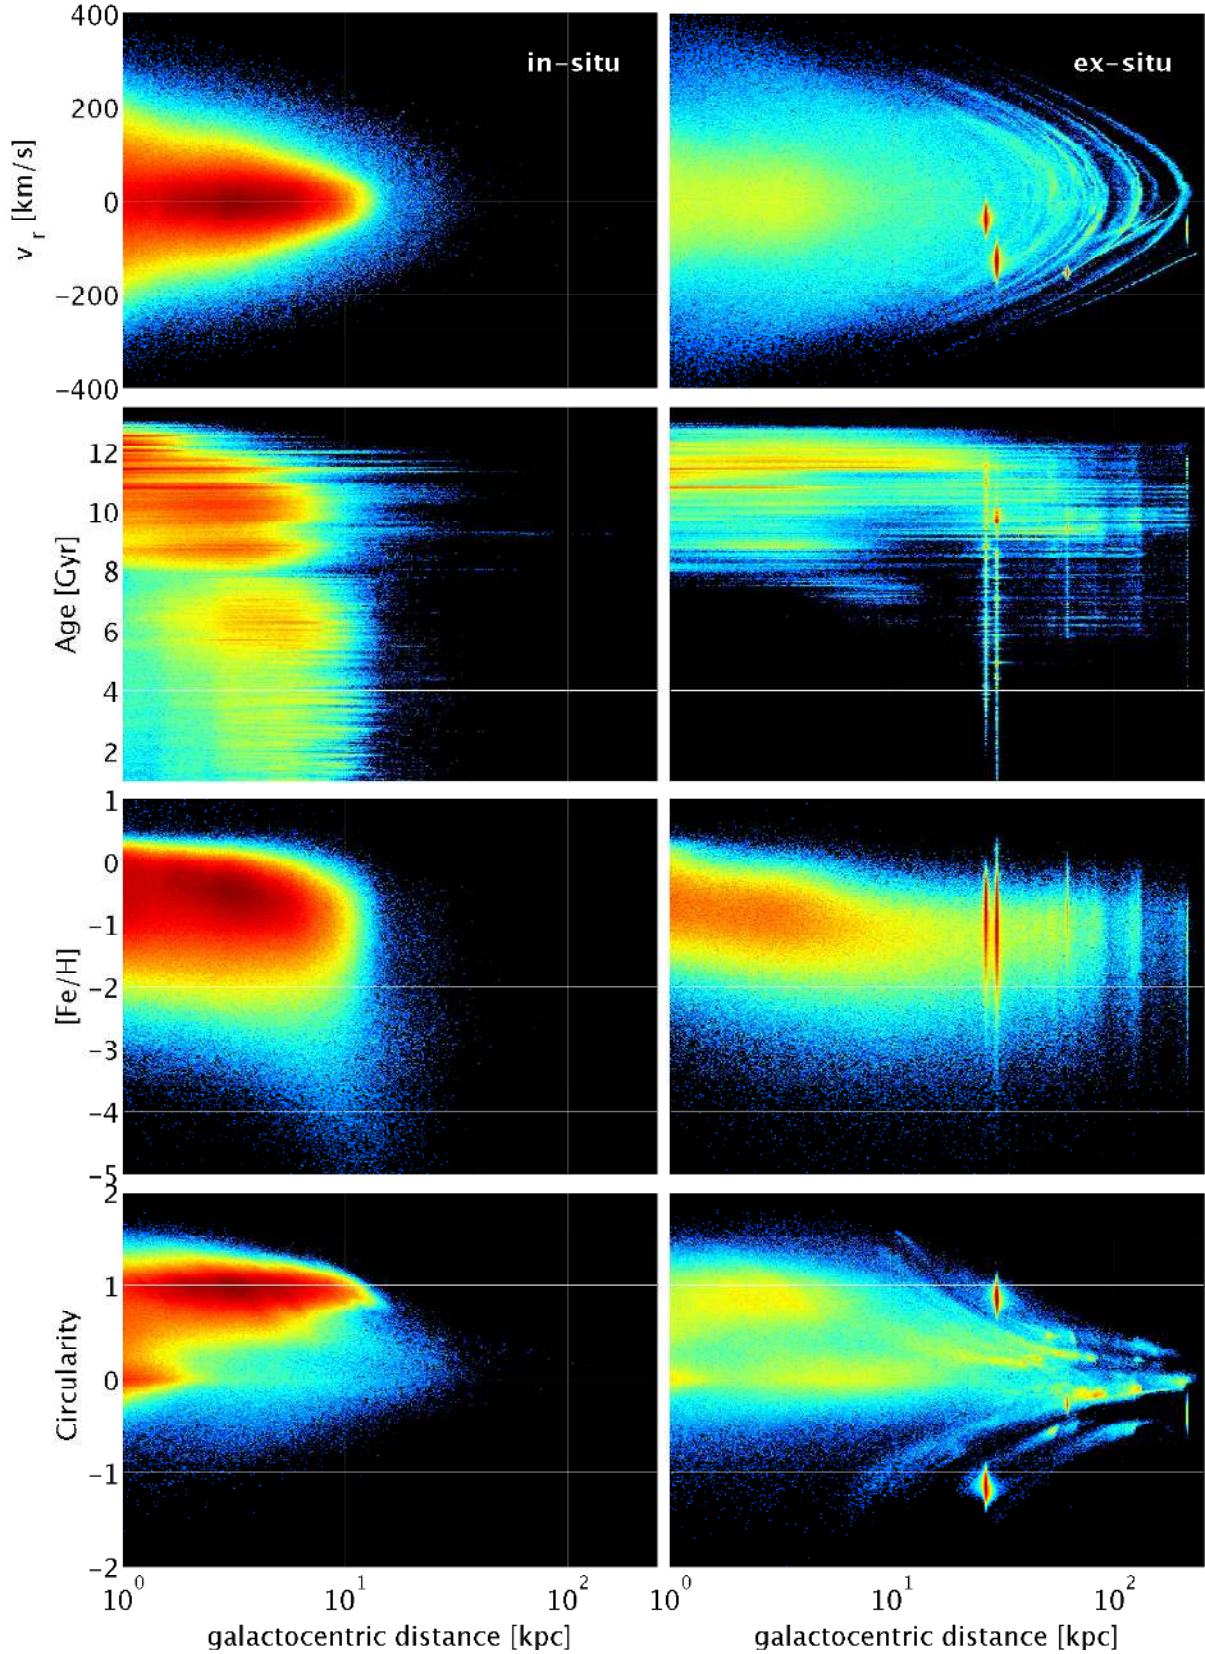 400
200
0
−200
−400
v_r [km/s]
in−situ
ex−situ
12
10
8
6
4
2
Age [Gyr]
1
0
−1
−2
−3
−4
−5
[Fe/H]
3
2
1
0
−1
−2
Circularity
10^0 10^1 10^2
10^0 10^1 10^2
galactocentric distance [kpc]
galactocentric distance [kpc]